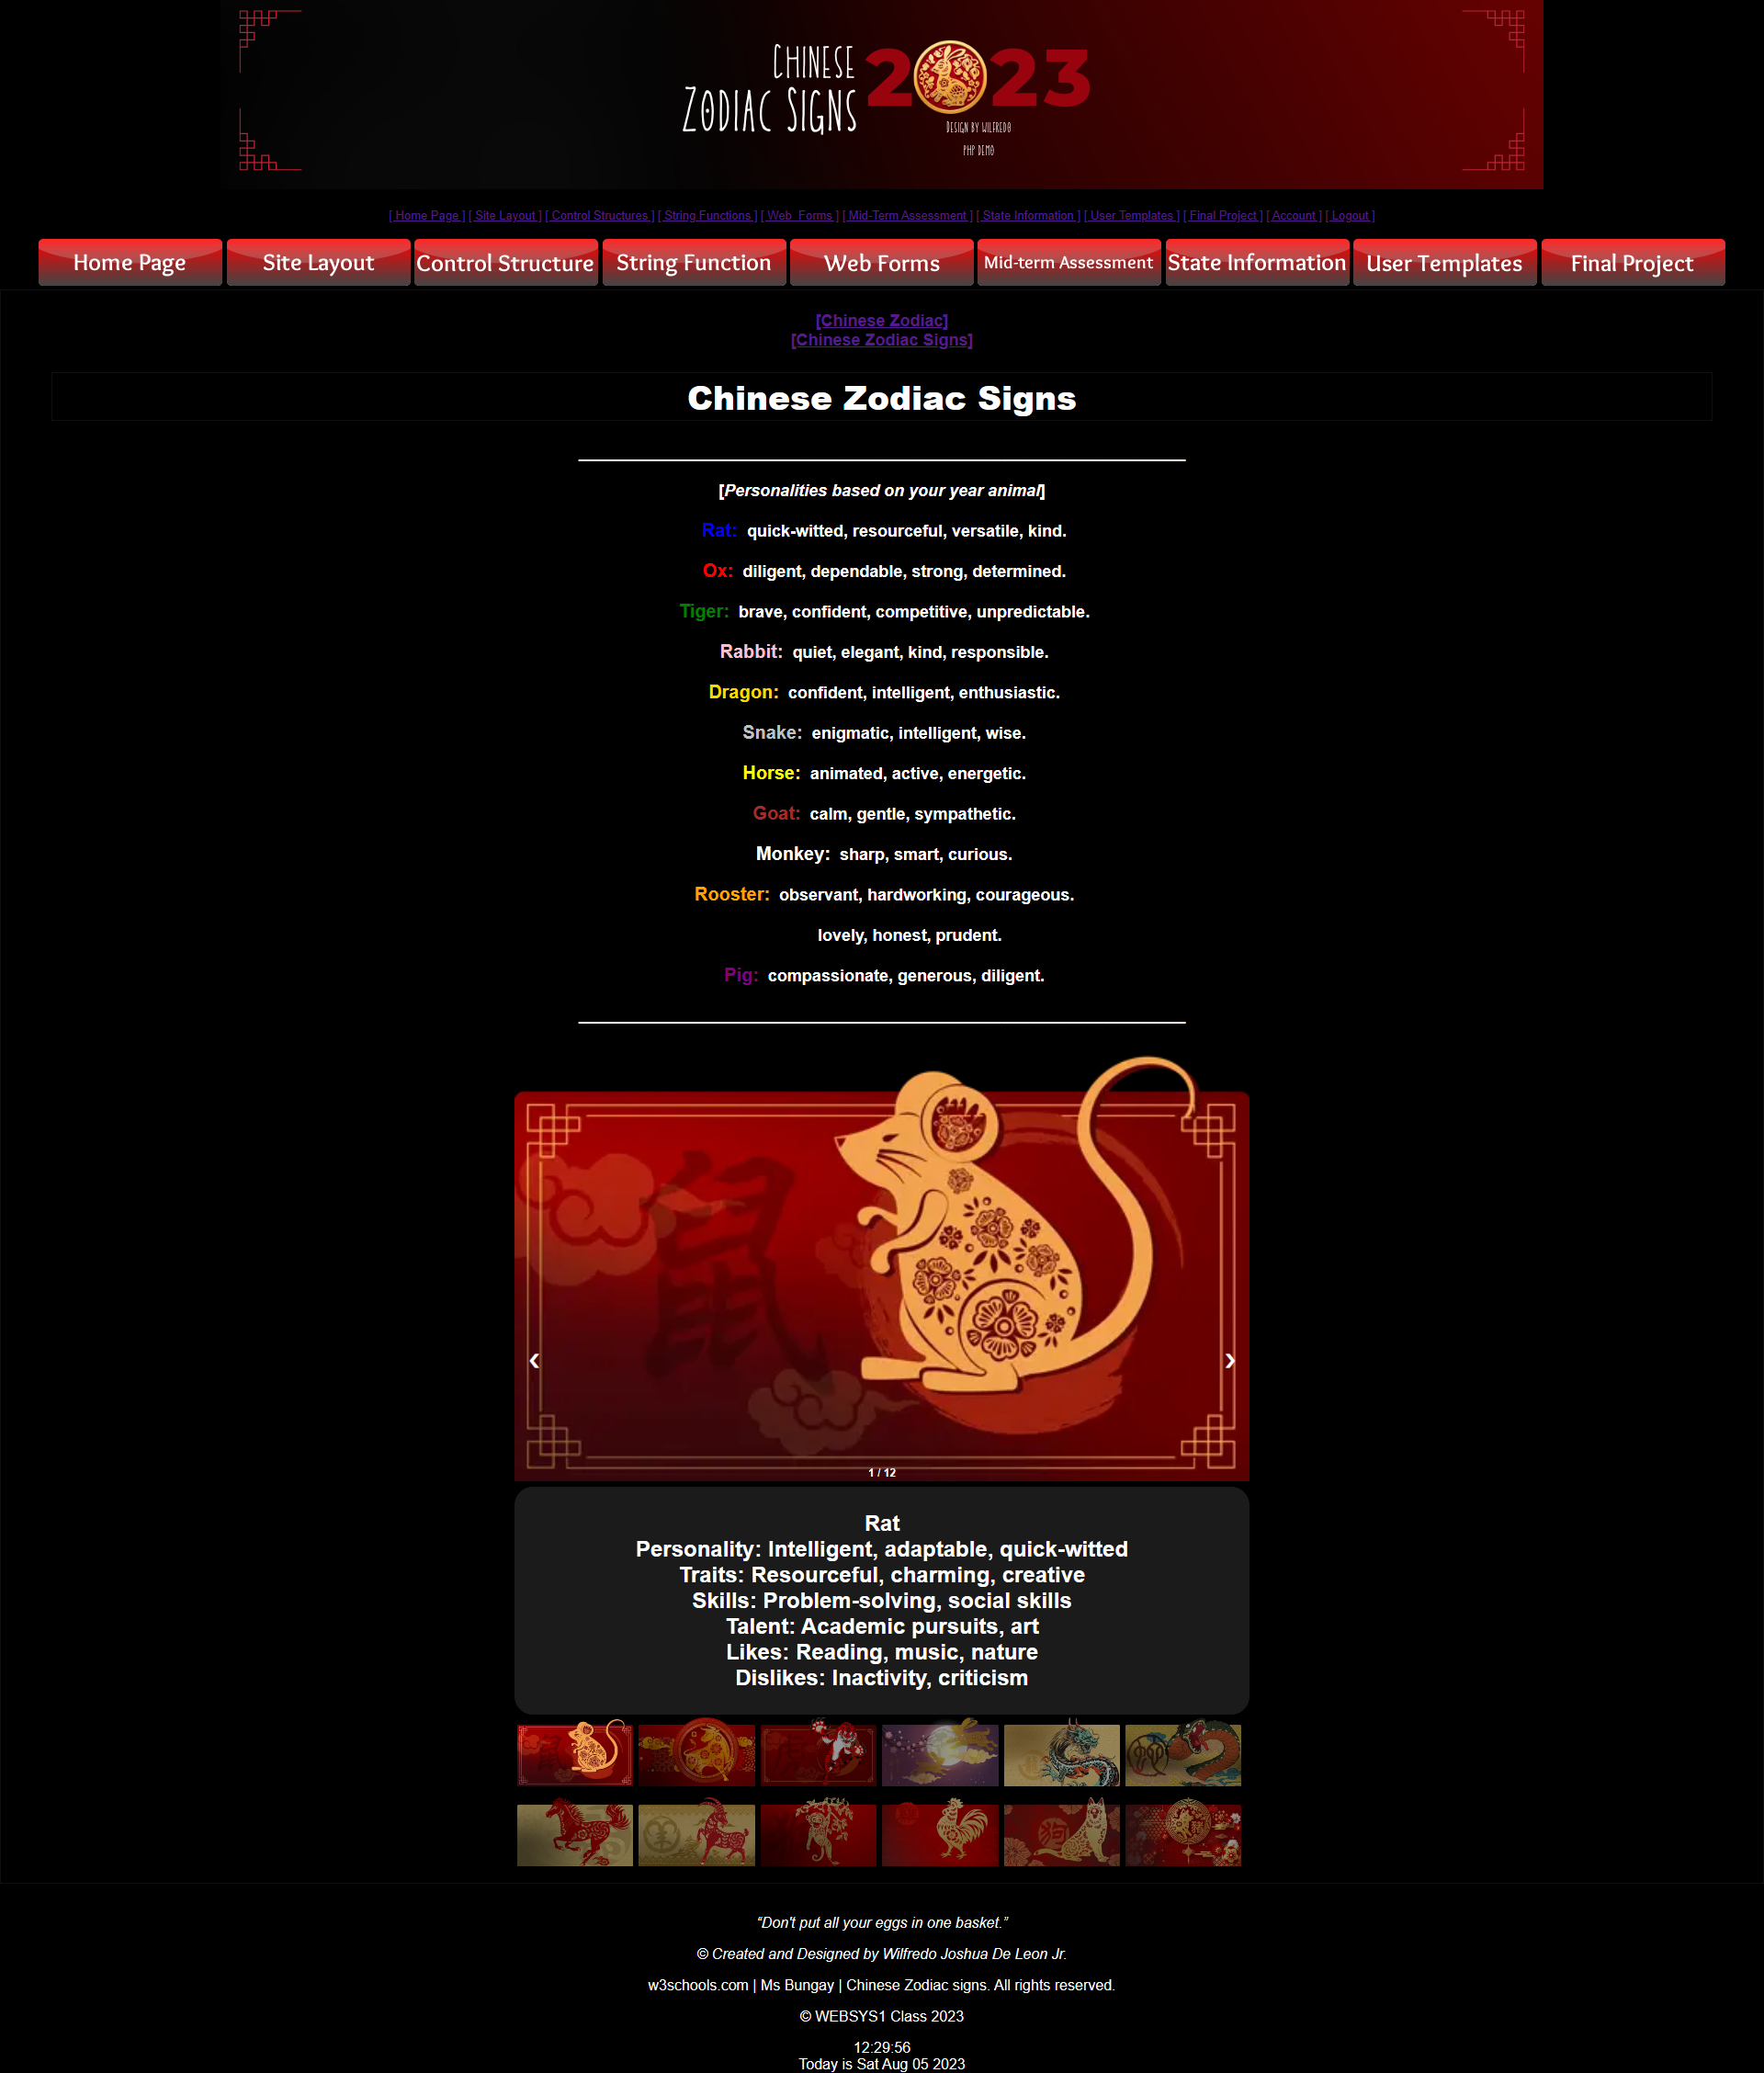 CHINESE
ZODIAC SIGNS
2023
DESIGN BY WILFREDO
PHP DEMO
[ Home Page ] [ Site Layout ] [ Control Structures ] [ String Functions ] [ Web  Forms ] [ Mid-Term Assessment ] [ State Information ] [ User Templates ] [ Final Project ] [ Account ] [ Logout ]
Home Page Site Layout Control Structure String Function Web Forms Mid-term Assessment State Information User Templates Final Project
[Chinese Zodiac]
[Chinese Zodiac Signs]
Chinese Zodiac Signs
[Personalities based on your year animal]
Rat: quick-witted, resourceful, versatile, kind.
Ox: diligent, dependable, strong, determined.
Tiger: brave, confident, competitive, unpredictable.
Rabbit: quiet, elegant, kind, responsible.
Dragon: confident, intelligent, enthusiastic.
Snake: enigmatic, intelligent, wise.
Horse: animated, active, energetic.
Goat: calm, gentle, sympathetic.
Monkey: sharp, smart, curious.
Rooster: observant, hardworking, courageous.
lovely, honest, prudent.
Pig: compassionate, generous, diligent.
鼠
❮ ❯
1 / 12
Rat
Personality: Intelligent, adaptable, quick-witted
Traits: Resourceful, charming, creative
Skills: Problem-solving, social skills
Talent: Academic pursuits, art
Likes: Reading, music, nature
Dislikes: Inactivity, criticism
狗
“Don't put all your eggs in one basket.”
© Created and Designed by Wilfredo Joshua De Leon Jr.
w3schools.com | Ms Bungay | Chinese Zodiac signs. All rights reserved.
© WEBSYS1 Class 2023
12:29:56
Today is Sat Aug 05 2023